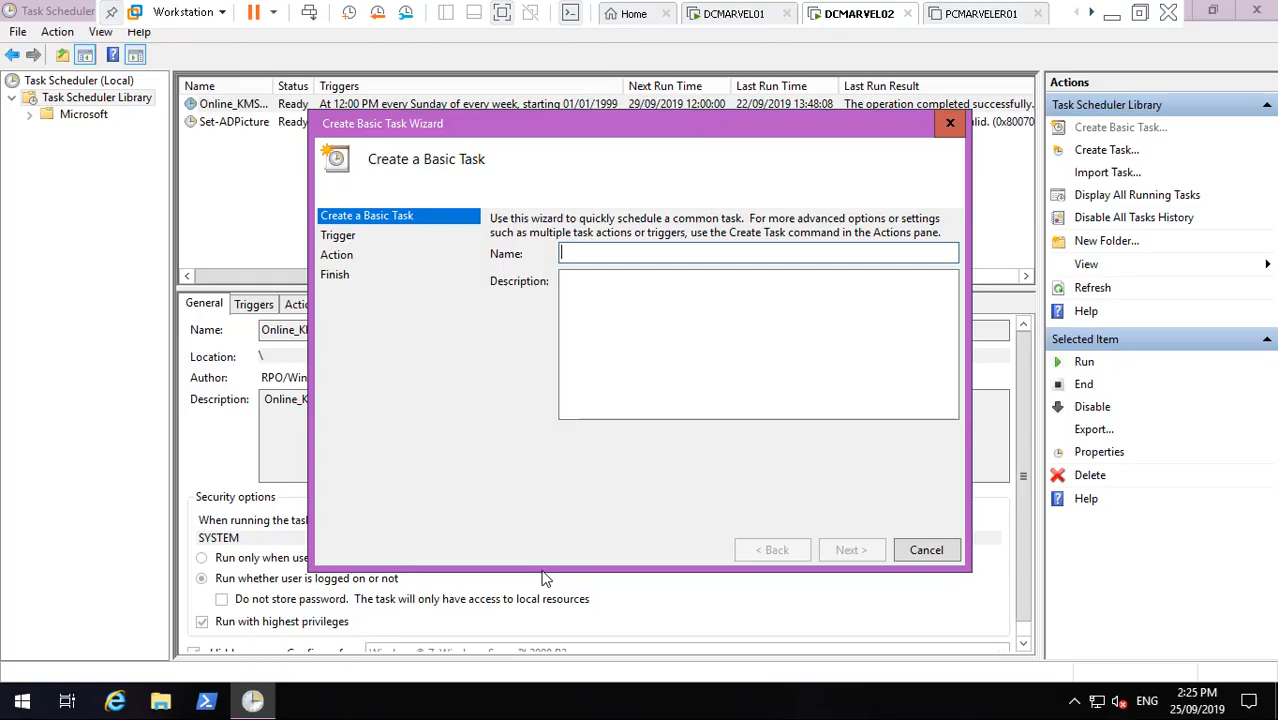 Task Scheduler
Workstation
Home
DCMARVEL01
DCMARVEL02
PCMARVELER01
File
Action
View
Help
Task Scheduler (Local)
Task Scheduler Library
Microsoft
Name
Status
Triggers
Next Run Time
Last Run Time
Last Run Result
Online_KMS... Ready At 12:00 PM every Sunday of every week, starting 01/01/1999 29/09/2019 12:00:00 22/09/2019 13:48:08 The operation completed successfully.
Set-ADPicture Ready
(0x80070
Create Basic Task Wizard
Create a Basic Task
Create a Basic Task
Trigger
Action
Finish
Use this wizard to quickly schedule a common task. For more advanced options or settings
such as multiple task actions or triggers, use the Create Task command in the Actions pane.
Name:
Description:
< Back
Next >
Cancel
General
Triggers
Name:
Location: \
Author: RPO/Win
Description:
Security options
When running the
SYSTEM
Run only when
Run whether user is logged on or not
Do not store password. The task will only have access to local resources
Run with highest privileges
Actions
Task Scheduler Library
Create Basic Task...
Create Task...
Import Task...
Display All Running Tasks
Disable All Tasks History
New Folder...
View
Refresh
Help
Selected Item
Run
End
Disable
Export...
Properties
Delete
Help
ENG
2:25 PM
25/09/2019